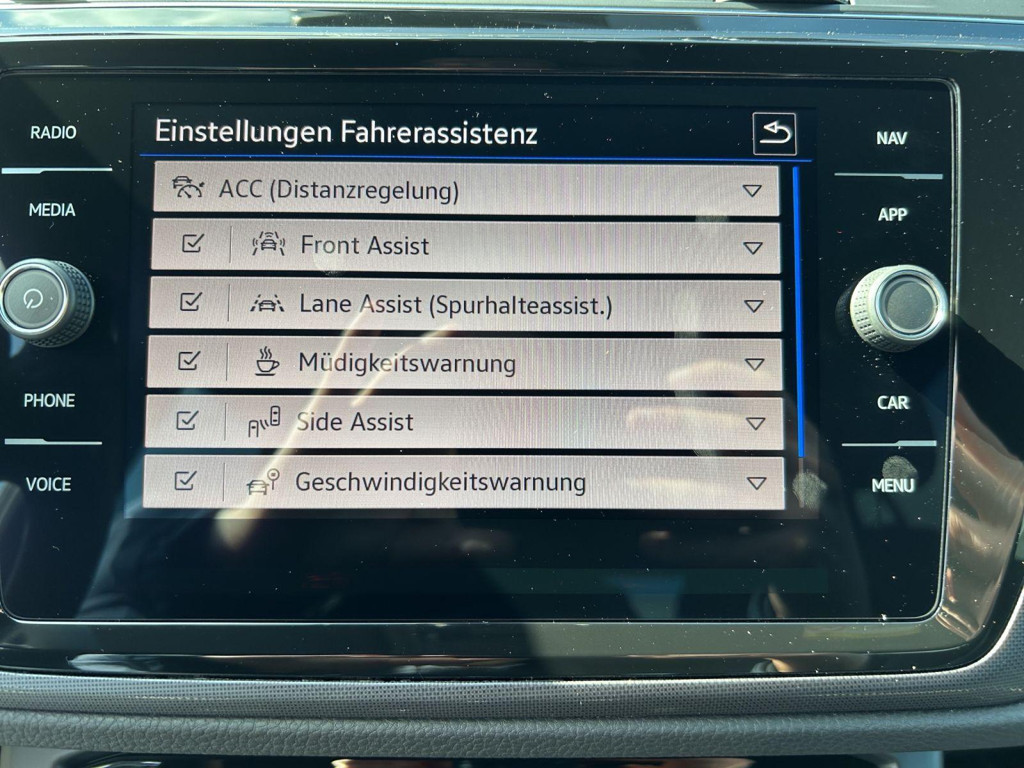 Einstellungen Fahrerassistenz
ACC (Distanzregelung)
Front Assist
Lane Assist (Spurhalteassist.)
Müdigkeitswarnung
Side Assist
Geschwindigkeitswarnung
RADIO
MEDIA
PHONE
VOICE
NAV
APP
CAR
MENU